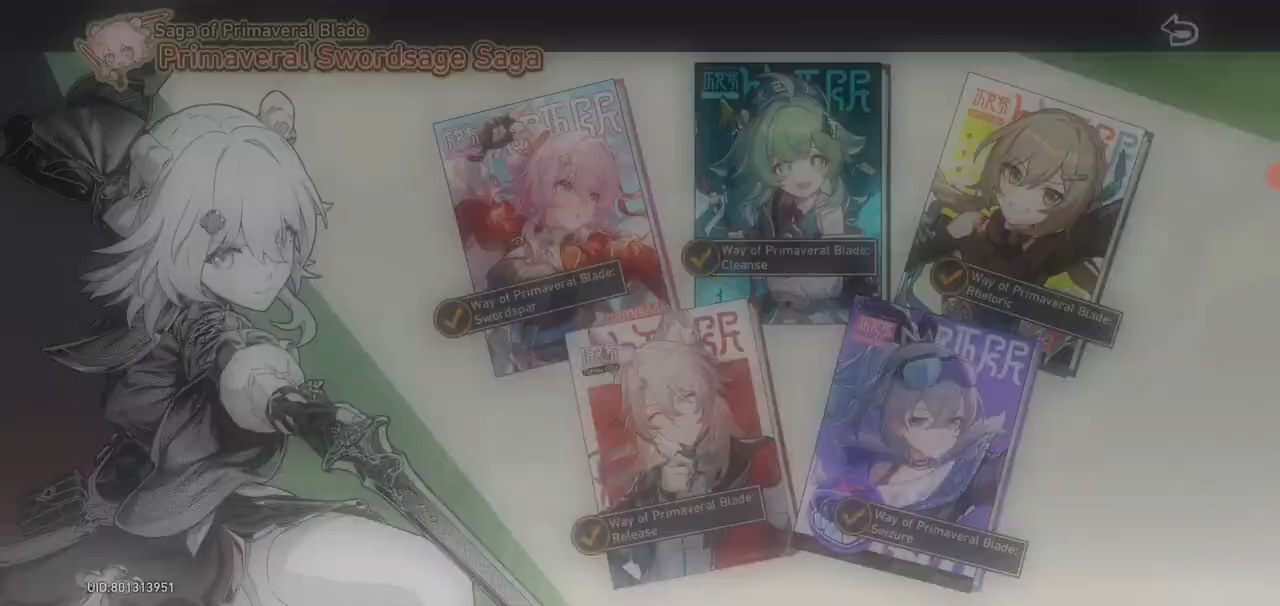 Saga of Primaveral Blade
Primaveral Swordsage Saga
Way of Primaveral Blade:
Swordspar
Way of Primaveral Blade:
Cleanse
Way of Primaveral Blade:
Rhetoric
Way of Primaveral Blade:
Release
Way of Primaveral Blade:
Seizure
UID:801313951